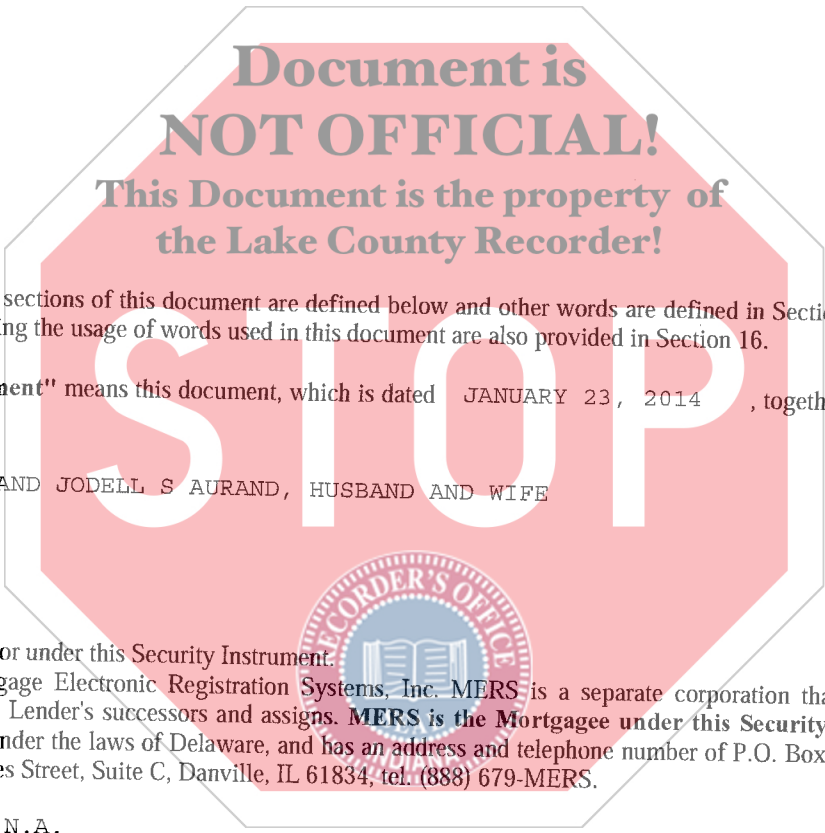 Document is
NOT OFFICIAL!
This Document is the property of
the Lake County Recorder!
sections of this document are defined below and other words are defined in Secti
ing the usage of words used in this document are also provided in Section 16.
nent" means this document, which is dated JANUARY 23, 2014 , togeth
STOP
AND JODELL S AURAND, HUSBAND AND WIFE
RECORDER'S OFFICE
or under this Security Instrument.
gage Electronic Registration Systems, Inc. MERS is a separate corporation tha
Lender's successors and assigns. MERS is the Mortgagee under this Security
nder the laws of Delaware, and has an address and telephone number of P.O. Box
es Street, Suite C, Danville, IL 61834, tel. (888) 679-MERS.
INDIANA
N.A.